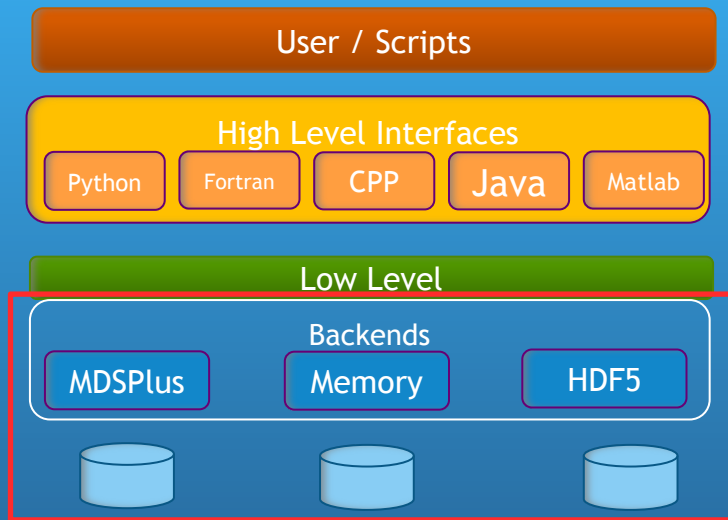 User / Scripts
High Level Interfaces
Python Fortran CPP Java Matlab
Low Level
Backends
MDSPlus Memory HDF5